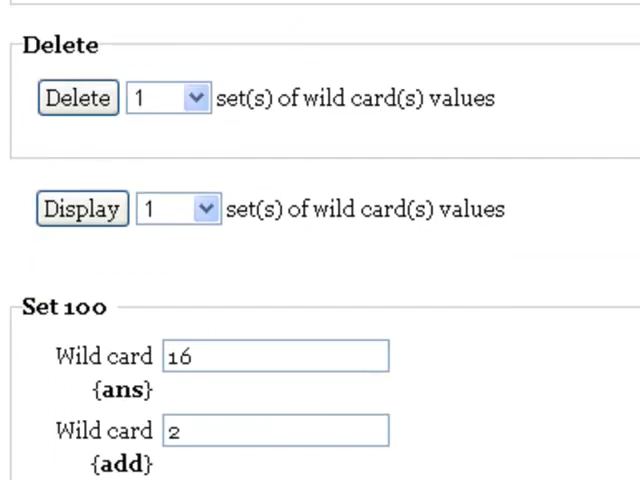 Delete
Delete 1 set(s) of wild card(s) values
Display 1 set(s) of wild card(s) values
Set 100
Wild card 16
{ans}
Wild card 2
{add}